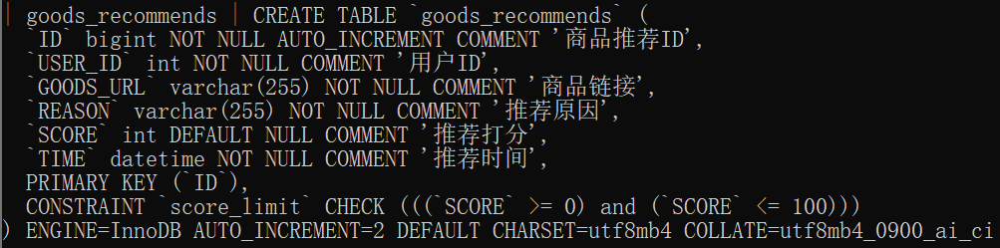 | goods_recommends | CREATE TABLE `goods_recommends` (
`ID` bigint NOT NULL AUTO_INCREMENT COMMENT '商品推荐ID',
`USER_ID` int NOT NULL COMMENT '用户ID',
`GOODS_URL` varchar(255) NOT NULL COMMENT '商品链接',
`REASON` varchar(255) NOT NULL COMMENT '推荐原因',
`SCORE` int DEFAULT NULL COMMENT '推荐打分',
`TIME` datetime NOT NULL COMMENT '推荐时间',
PRIMARY KEY (`ID`),
CONSTRAINT `score_limit` CHECK (((`SCORE` >= 0) and (`SCORE` <= 100)))
) ENGINE=InnoDB AUTO_INCREMENT=2 DEFAULT CHARSET=utf8mb4 COLLATE=utf8mb4_0900_ai_ci